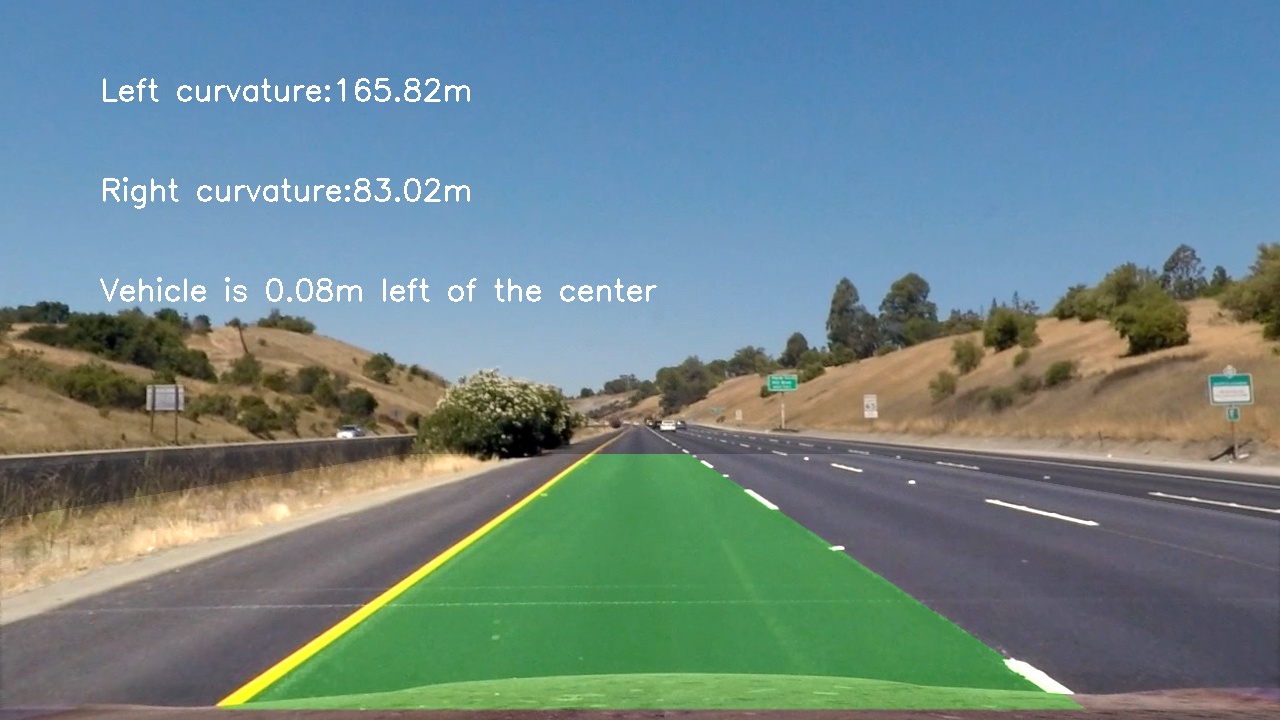 Left curvature:165.82m
Right curvature:83.02m
Vehicle is 0.08m left of the center